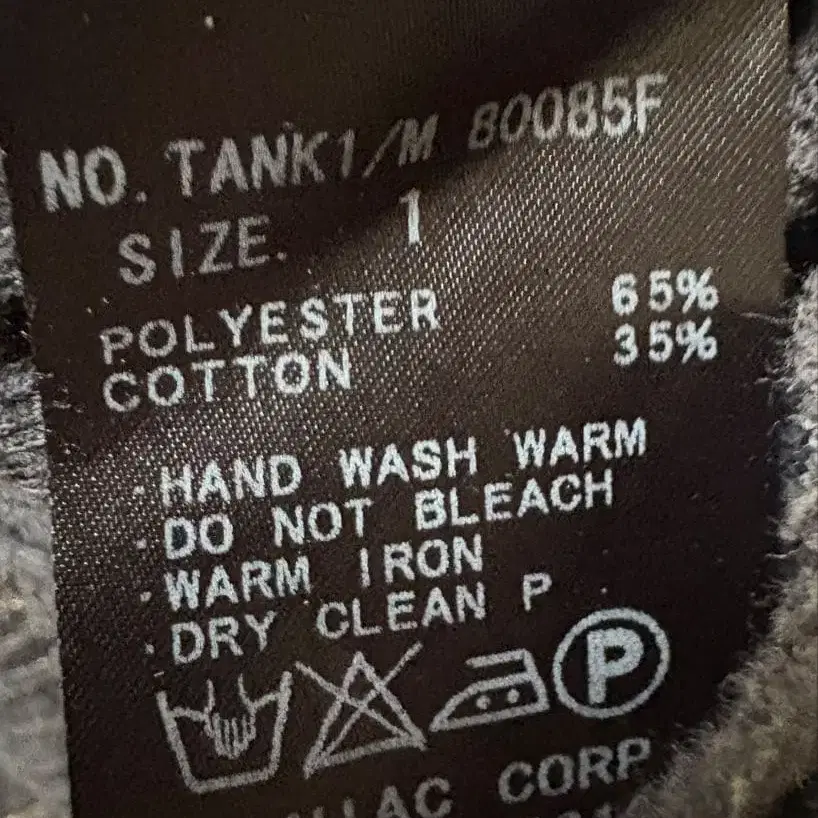 NO. TANK1/M 80085F
SIZE. 1
POLYESTER 65%
COTTON 35%
·HAND WASH WARM
·DO NOT BLEACH
·WARM IRON
·DRY CLEAN P
P
CORP